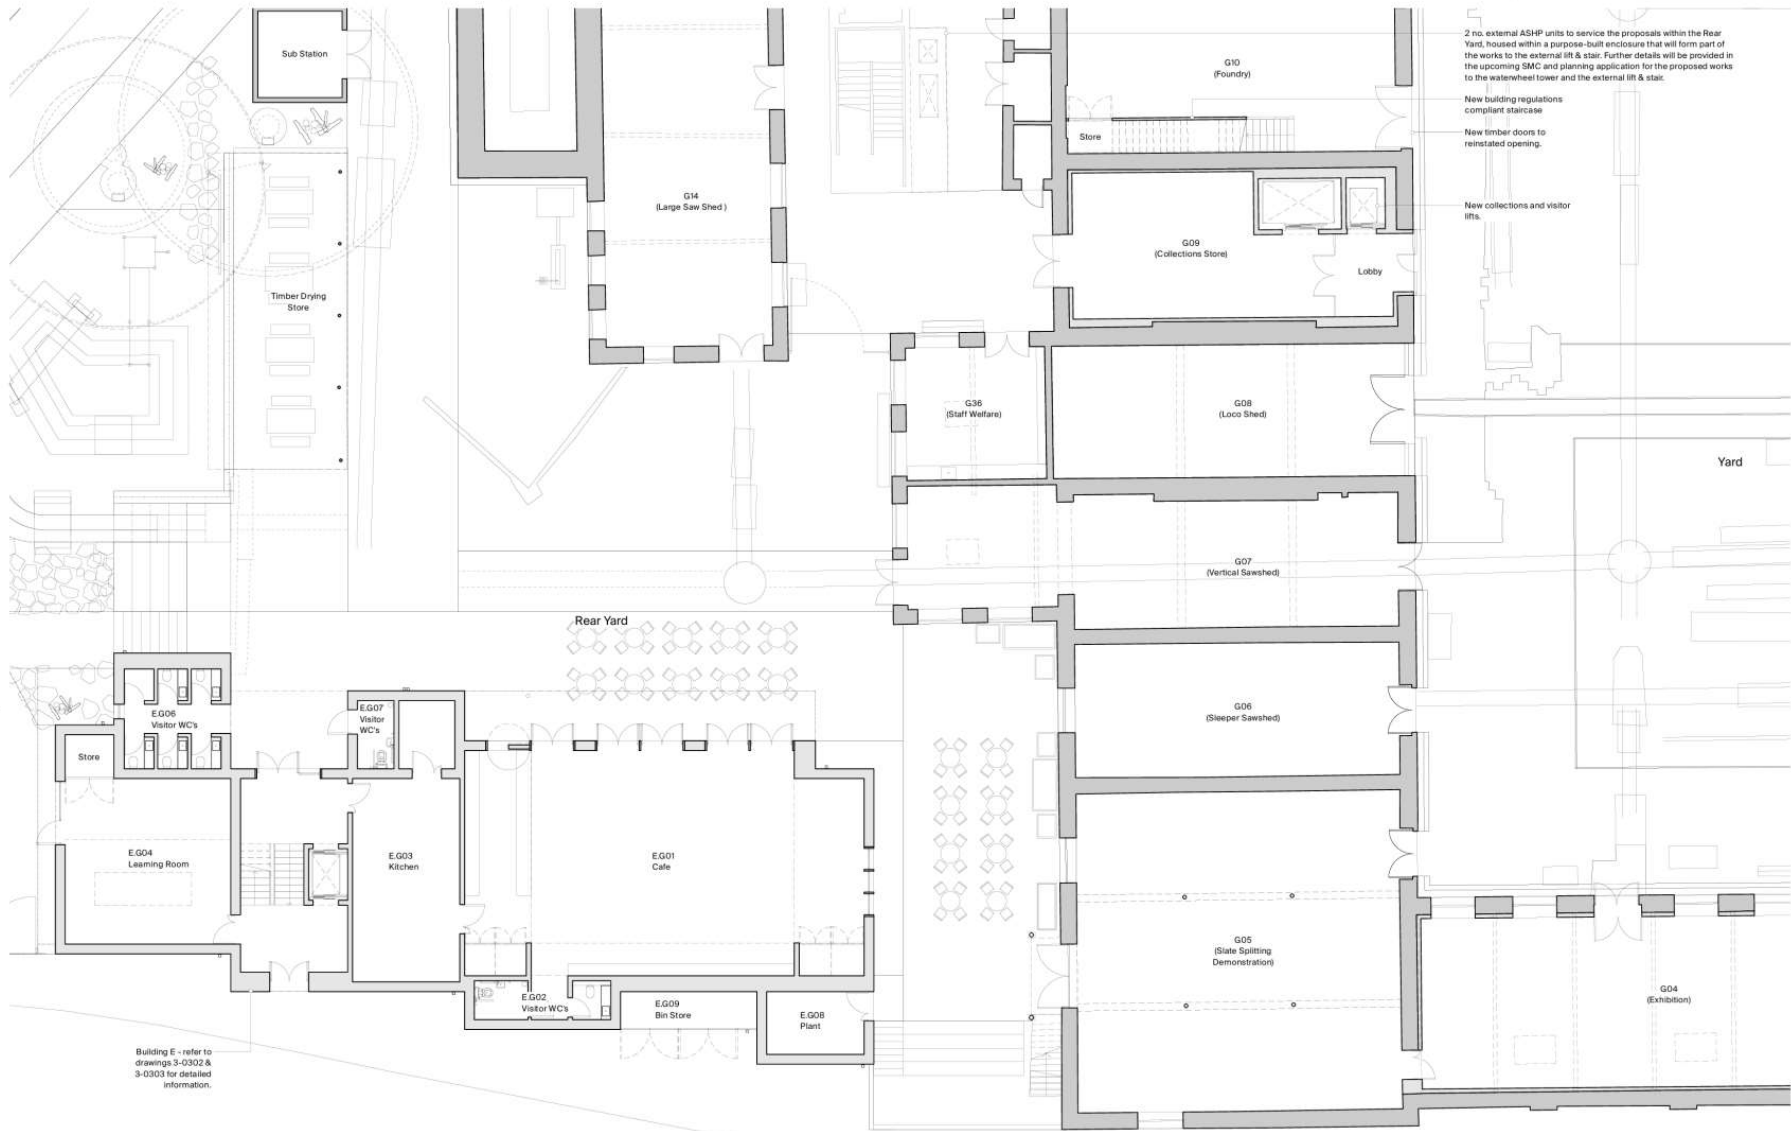 Sub Station
G10
(Foundry)
2 no. external ASHP units to service the proposals within the Rear
Yard, housed within a purpose-built enclosure that will form part of
the works to the external lift & stair. Further details will be provided in
the upcoming SMC and planning application for the proposed works
to the waterwheel tower and the external lift & stair.
New building regulations
compliant staircase
Store
New timber doors to
reinstated opening.
G14
(Large Saw Shed )
New collections and visitor
lifts.
G09
(Collections Store)
Lobby
Timber Drying
Store
G36
(Staff Welfare)
G08
(Loco Shed)
Yard
G07
(Vertical Sawshed)
Rear Yard
E.G06
Visitor WC's
E.G07
Visitor
WC's
G06
(Sleeper Sawshed)
Store
E.G04
Learning Room
E.G03
Kitchen
E.G01
Cafe
G05
(Slate Splitting
Demonstration)
G04
(Exhibition)
E.G02
Visitor WC's
E.G09
Bin Store
E.G08
Plant
Building E - refer to
drawings 3-0302 &
3-0303 for detailed
information.